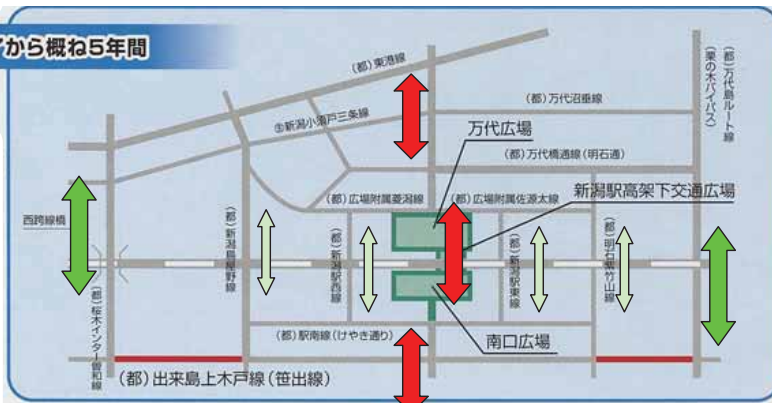 から概ね5年間
(都)東港線
(主)新潟小須戸三条線
(都)万代沼垂線
(都)万代島ルート線
(栗の木バイパス)
万代広場
(都)万代橋通線(明石通)
新潟駅高架下交通広場
(都)広場附属菱潟線
(都)広場附属佐源太線
西跨線橋
(都)新潟鳥屋野線
(都)新潟駅西線
(都)新潟駅東線
(都)明石紫竹山線
(都)桜木インター曽和線
(都)駅南線(けやき通り)
南口広場
(都)出来島上木戸線(笹出線)